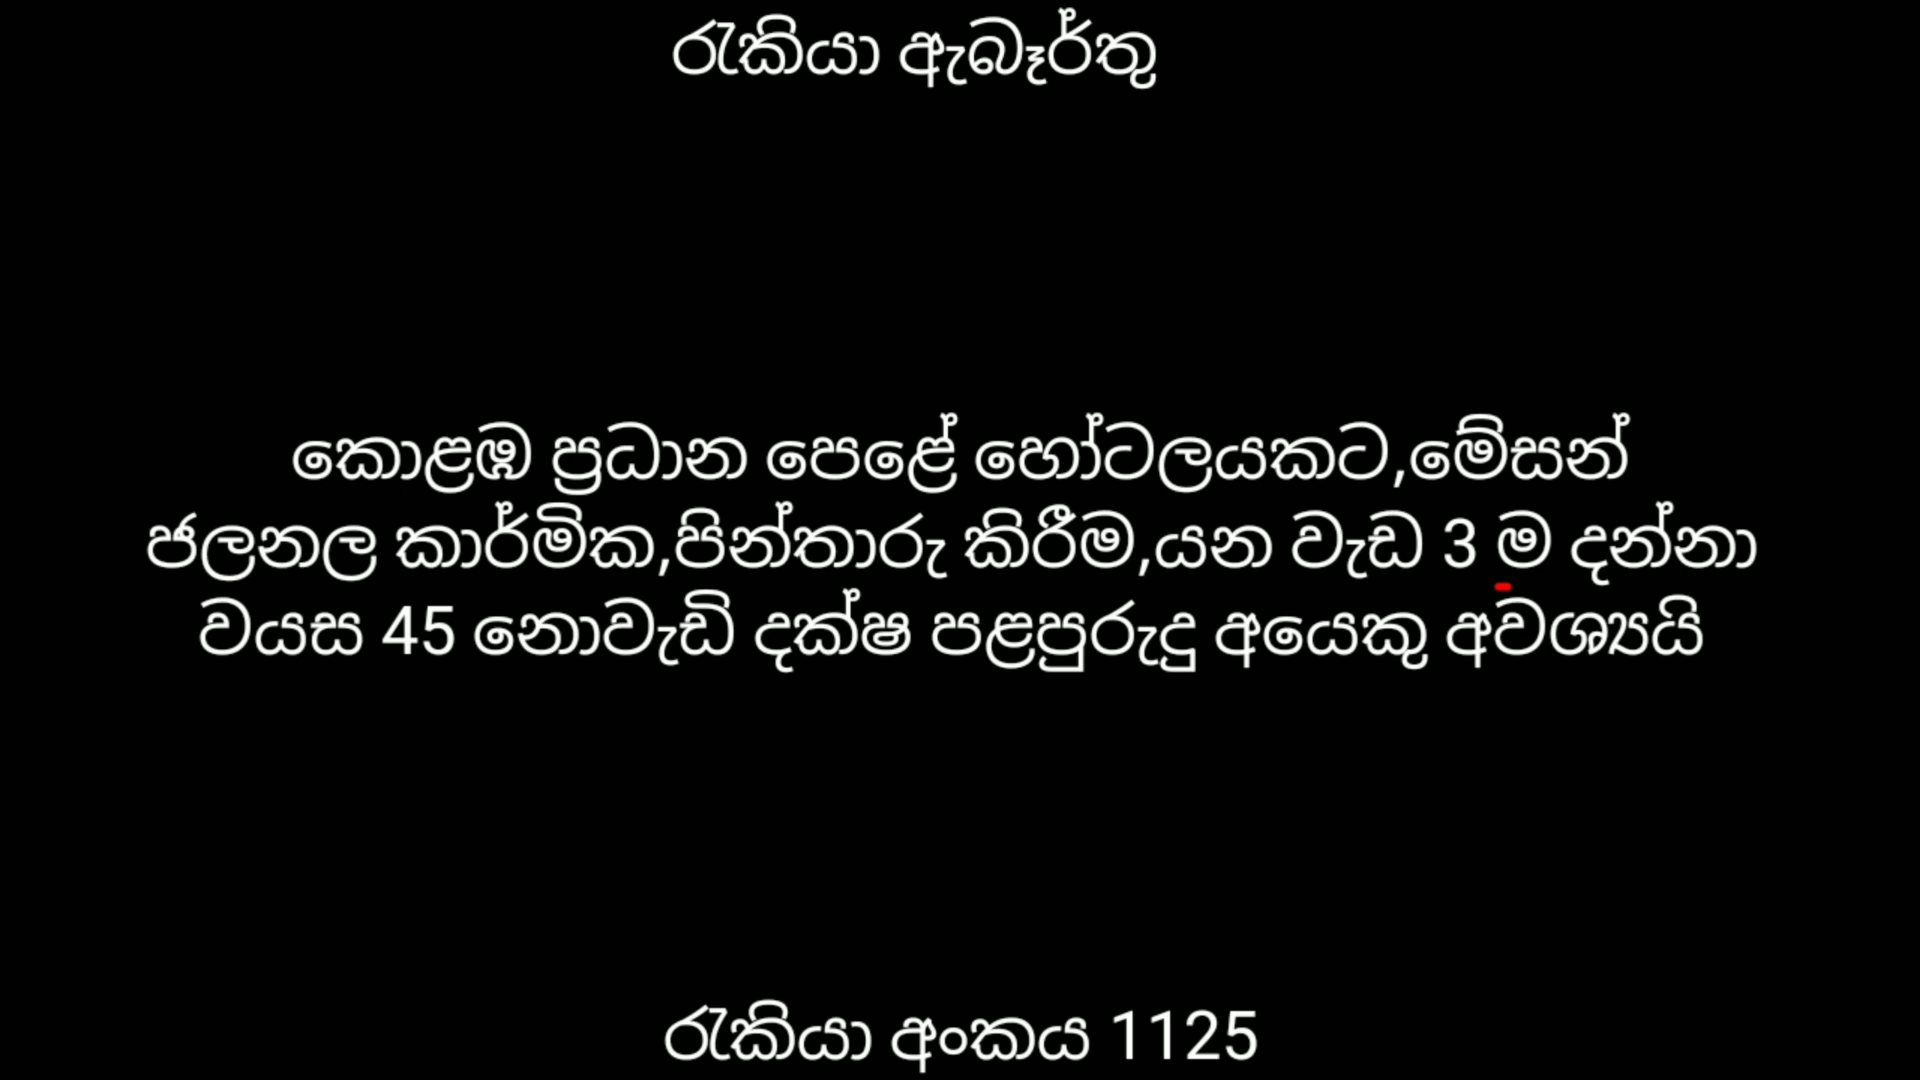 රැකියා ඇබෑර්තු
කොළඹ ප්‍රධාන පෙළේ හෝටලයකට,මේසන්
ජලනල කාර්මික,පින්තාරු කිරීම,යන වැඩ 3 ම දන්නා
වයස 45 නොවැඩි දක්ෂ පළපුරුදු අයෙකු අවශ්‍යයි
රැකියා අංකය 1125